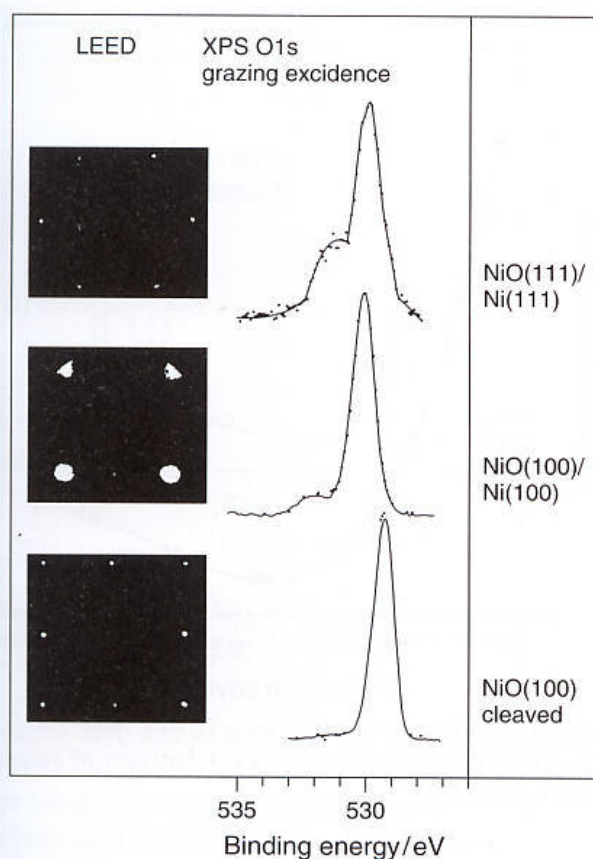 LEED
XPS O1s
grazing excidence
NiO(111)/
Ni(111)
NiO(100)/
Ni(100)
NiO(100)
cleaved
535
530
Binding energy/eV